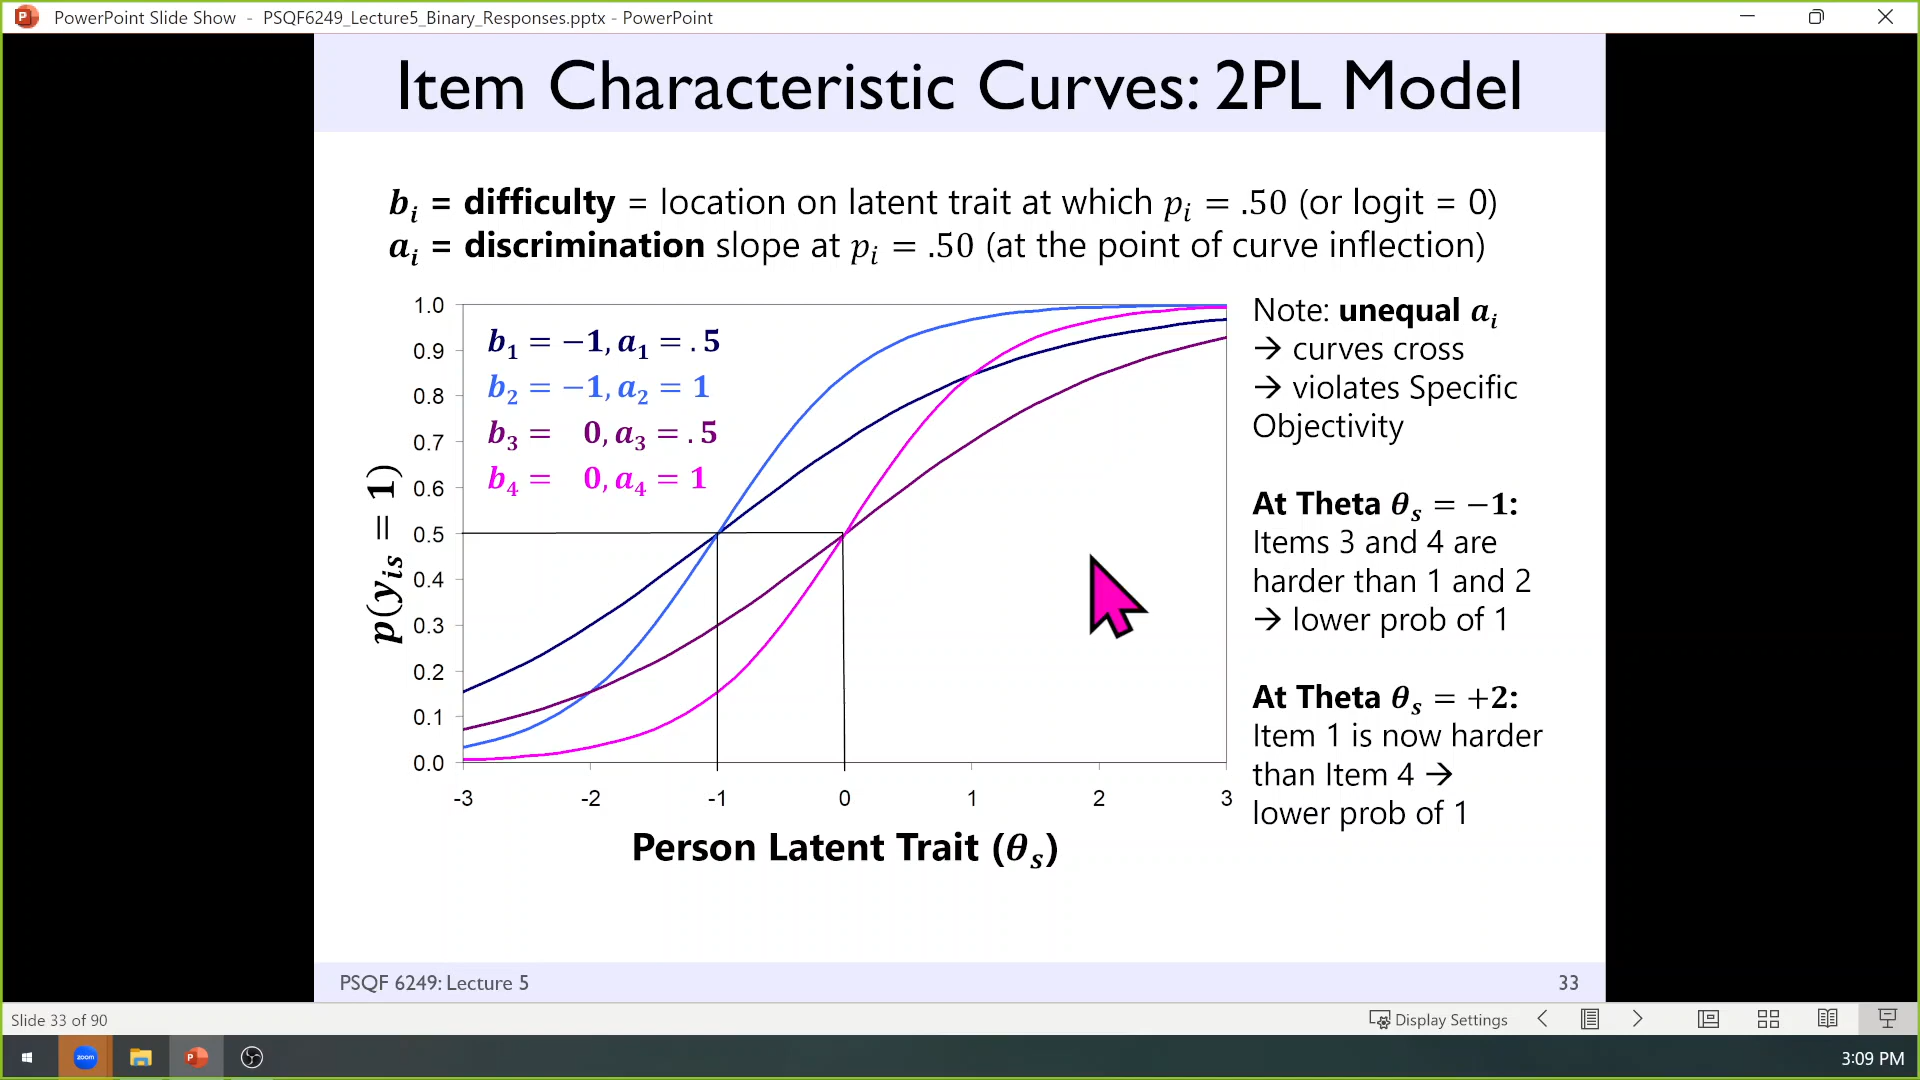 PowerPoint Slide Show - PSQF6249_Lecture5_Binary_Responses.pptx - PowerPoint
Item Characteristic Curves: 2PL Model
bᵢ = difficulty = location on latent trait at which pᵢ = .50 (or logit = 0)
aᵢ = discrimination slope at pᵢ = .50 (at the point of curve inflection)
1.0
0.9
0.8
0.7
0.6
0.5
0.4
0.3
0.2
0.1
0.0
p(yᵢₛ = 1)
b₁ = −1, a₁ = .5
b₂ = −1, a₂ = 1
b₃ = 0, a₃ = .5
b₄ = 0, a₄ = 1
-3 -2 -1 0 1 2 3
Person Latent Trait (θₛ)
Note: unequal aᵢ
→ curves cross
→ violates Specific
Objectivity
At Theta θₛ = −1:
Items 3 and 4 are
harder than 1 and 2
→ lower prob of 1
At Theta θₛ = +2:
Item 1 is now harder
than Item 4 →
lower prob of 1
PSQF 6249: Lecture 5
33
Slide 33 of 90
Display Settings
zoom
3:09 PM